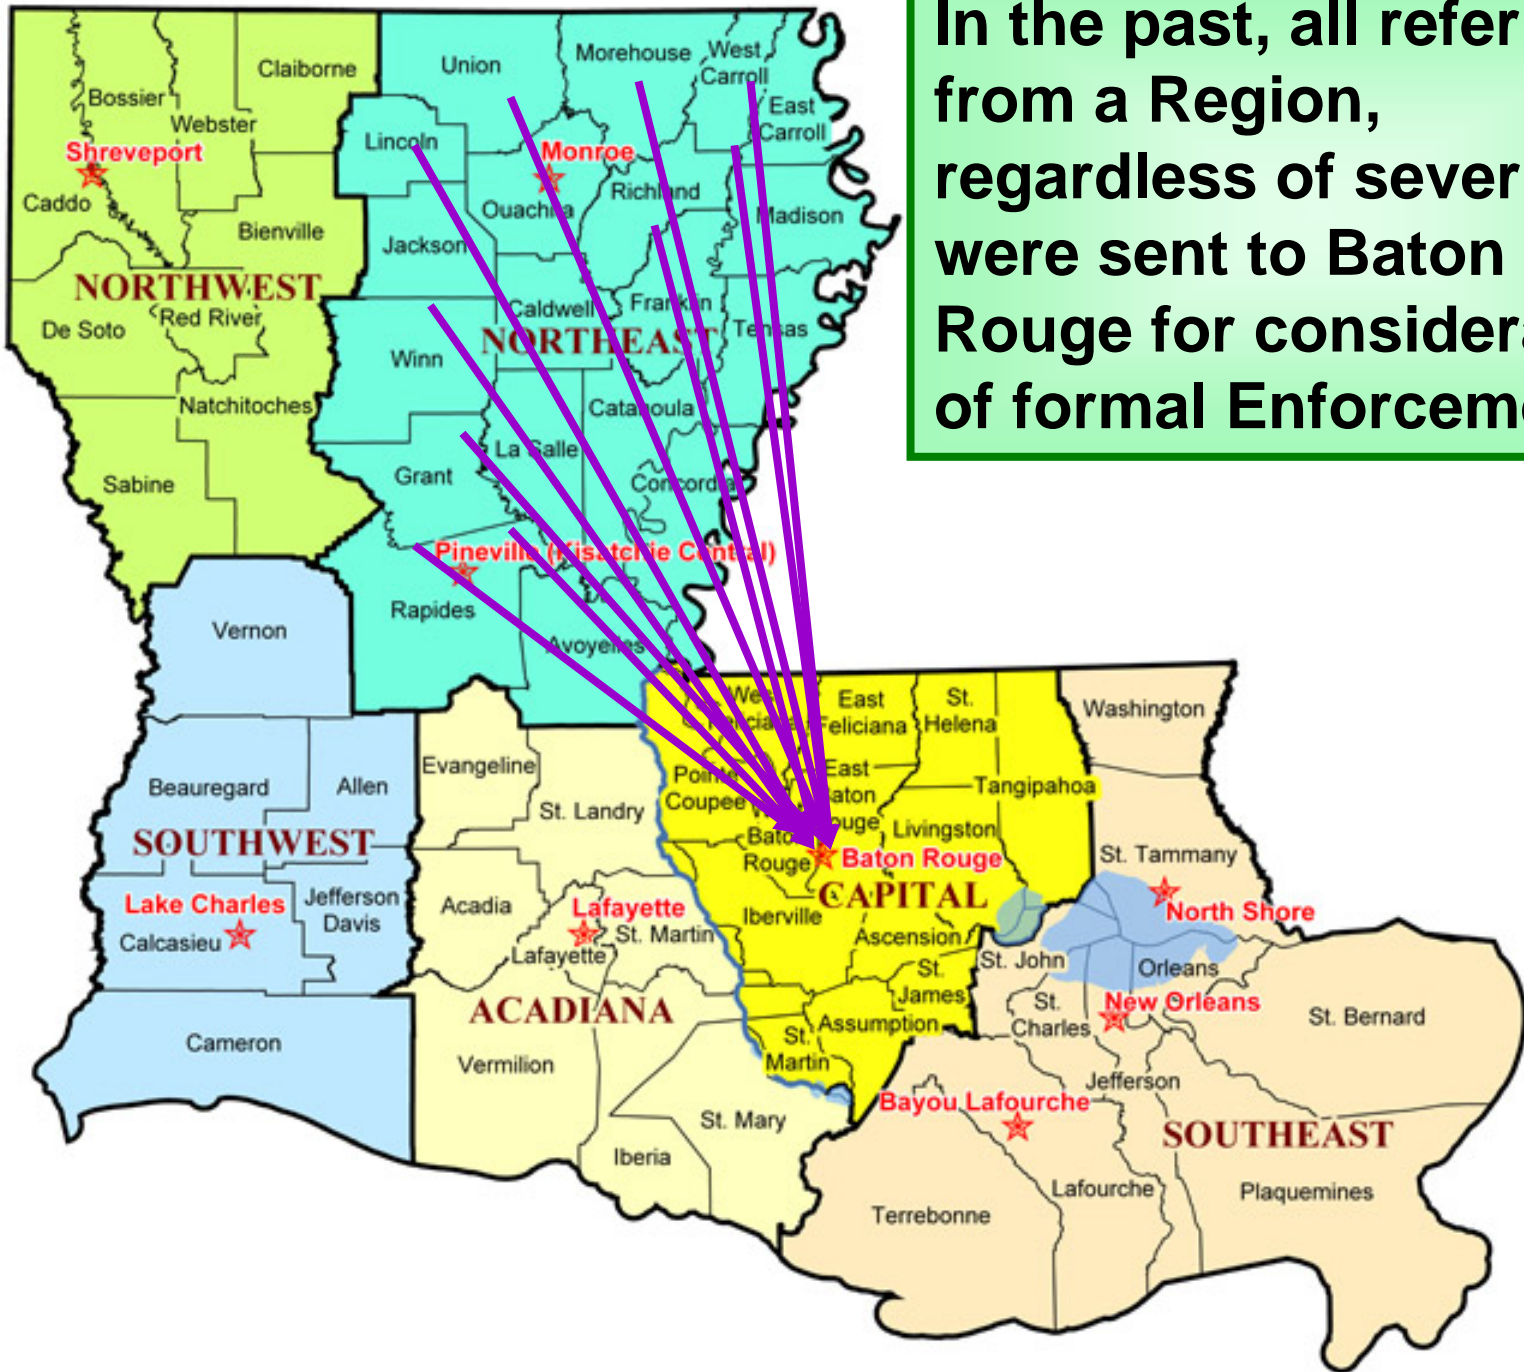 In the past, all refer
from a Region,
regardless of sever
were sent to Baton
Rouge for considera
of formal Enforceme
Union
Morehouse
West
Carroll
East
Carroll
Claiborne
Bossier
Webster
Lincoln
Shreveport
Monroe
Caddo
Ouachita
Richland
Madison
Bienville
Jackson
NORTHWEST
De Soto
Red River
Caldwell
Franklin
Tensas
NORTHEAST
Winn
Natchitoches
Catahoula
La Salle
Sabine
Grant
Concordia
Pineville (Kisatchie Central)
Rapides
Vernon
Avoyelles
West
Feliciana
East
Feliciana
St.
Helena
Washington
Evangeline
Beauregard
Allen
Pointe
Coupee
East
Baton
Rouge
Tangipahoa
St. Landry
SOUTHWEST
W
Baton
Rouge
Livingston
Baton Rouge
St. Tammany
Lake Charles
Jefferson
Davis
Acadia
Lafayette
CAPITAL
North Shore
Calcasieu
St. Martin
Lafayette
Iberville
Ascension
St. John
Orleans
St.
James
ACADIANA
St.
Charles
New Orleans
St. Bernard
Cameron
Assumption
St.
Martin
Vermilion
Jefferson
Bayou Lafourche
St. Mary
SOUTHEAST
Iberia
Lafourche
Plaquemines
Terrebonne